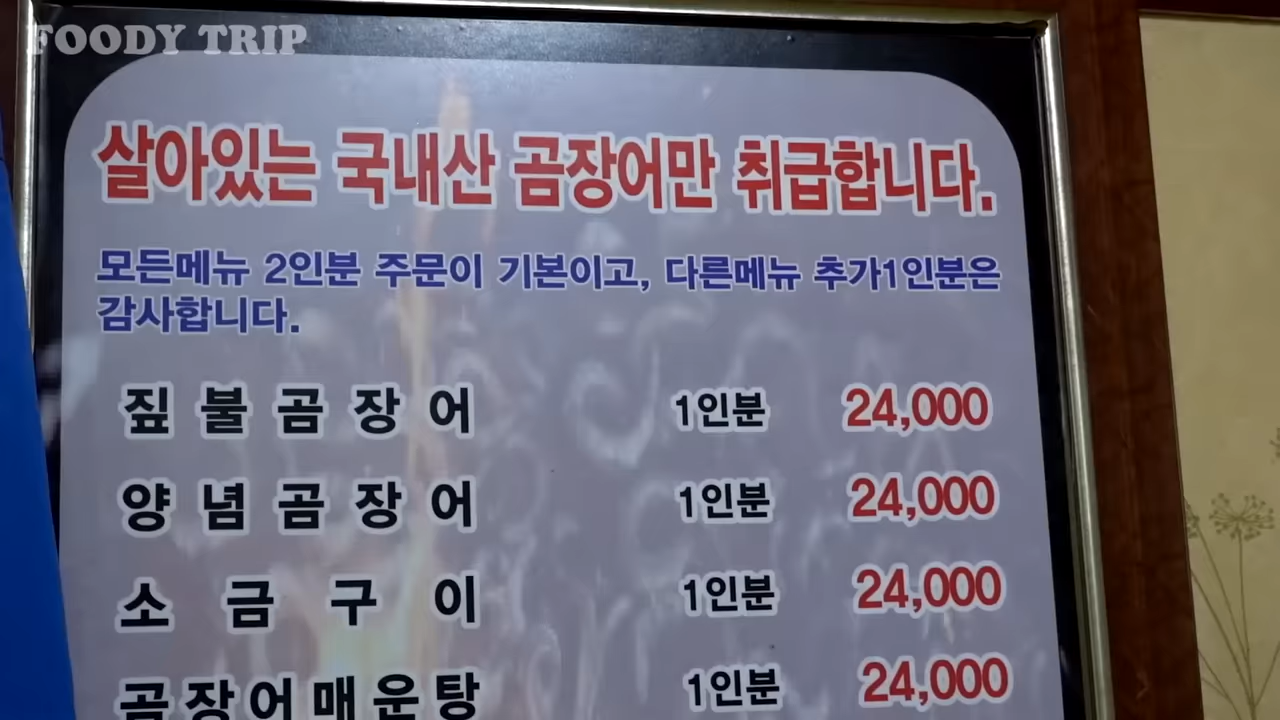 FOODY TRIP
살아있는 국내산 곰장어만 취급합니다.
모든메뉴 2인분 주문이 기본이고, 다른메뉴 추가1인분은
감사합니다.
짚불곰장어 1인분 24,000
양념곰장어 1인분 24,000
소금구이 1인분 24,000
곰장어매운탕 1인분 24,000